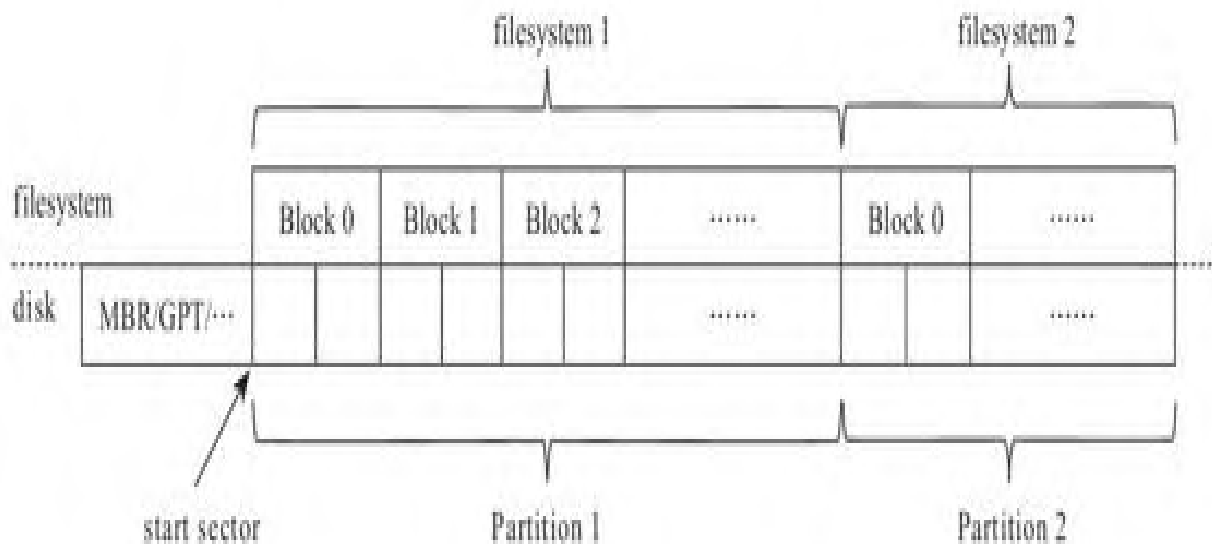 filesystem 1 filesystem 2
filesystem Block 0 Block 1 Block 2 ...... Block 0 ......
disk MBR/GPT/··· ...... ......
start sector Partition 1 Partition 2